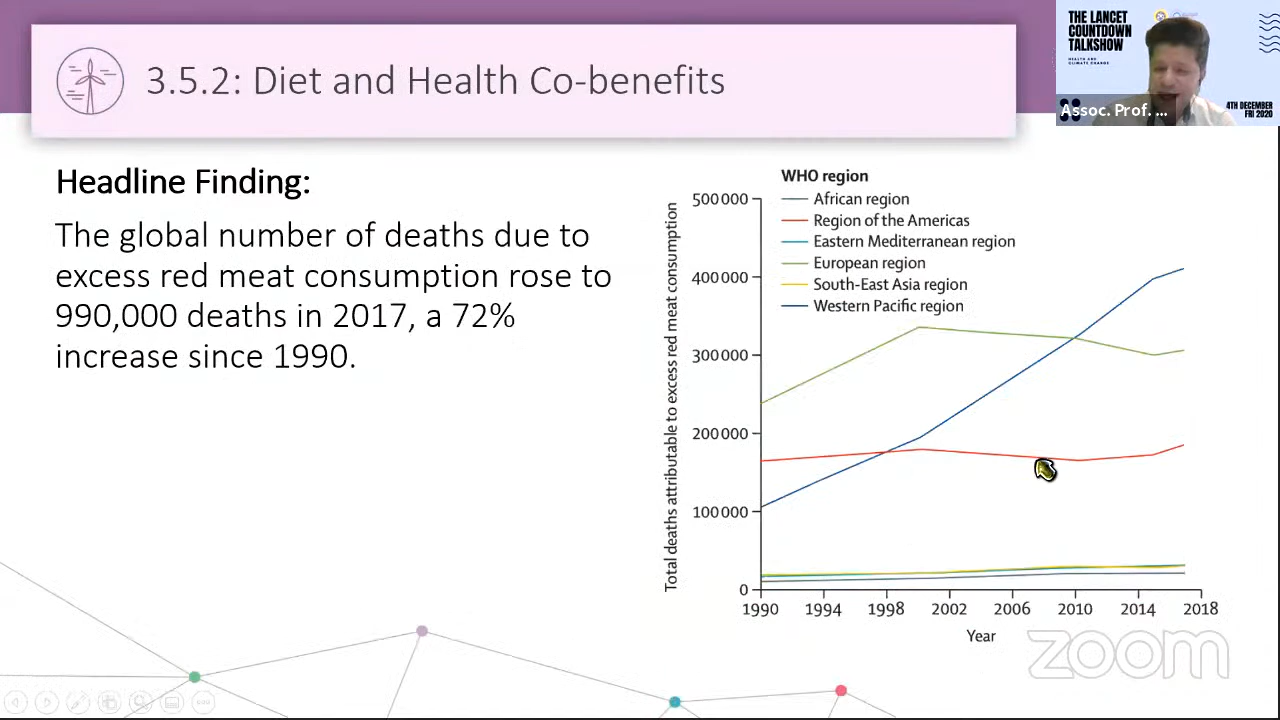 3.5.2: Diet and Health Co-benefits
THE LANCET
COUNTDOWN
TALKSHOW
HEALTH AND
CLIMATE CHANGE
4TH DECEMBER
FRI 2020
Assoc. Prof. ...
Headline Finding:
The global number of deaths due to
excess red meat consumption rose to
990,000 deaths in 2017, a 72%
increase since 1990.
Total deaths attributable to excess red meat consumption
WHO region
African region
Region of the Americas
Eastern Mediterranean region
European region
South-East Asia region
Western Pacific region
500 000
400 000
300 000
200 000
100 000
0
1990 1994 1998 2002 2006 2010 2014 2018
Year
zoom